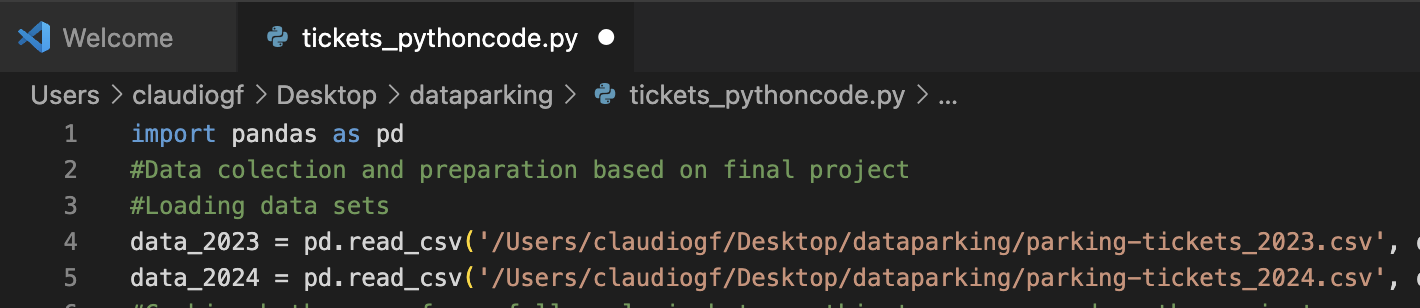 Welcome
tickets_pythoncode.py
Users > claudiogf > Desktop > dataparking > tickets_pythoncode.py > ...
1 import pandas as pd
2 #Data colection and preparation based on final project
3 #Loading data sets
4 data_2023 = pd.read_csv('/Users/claudiogf/Desktop/dataparking/parking-tickets_2023.csv',
5 data_2024 = pd.read_csv('/Users/claudiogf/Desktop/dataparking/parking-tickets_2024.csv',